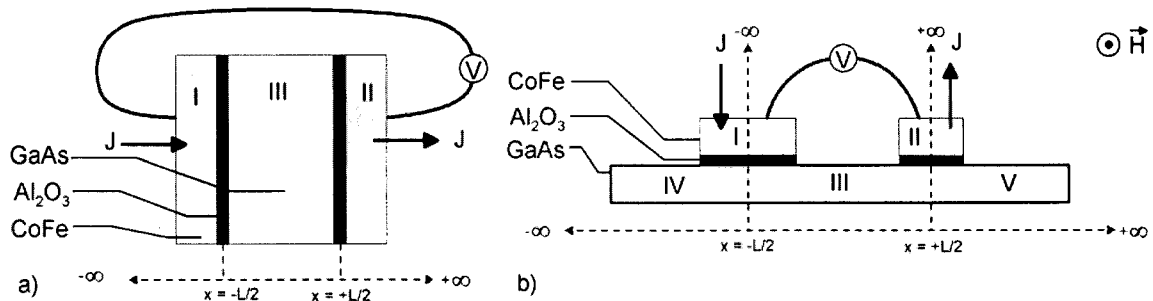 V
I
III
II
J
J
GaAs
Al₂O₃
CoFe
-∞
+∞
x = -L/2
x = +L/2
a)
-∞
+∞
J
J
V
H
CoFe
Al₂O₃
GaAs
I
II
IV
III
V
-∞
+∞
x = -L/2
x = +L/2
b)